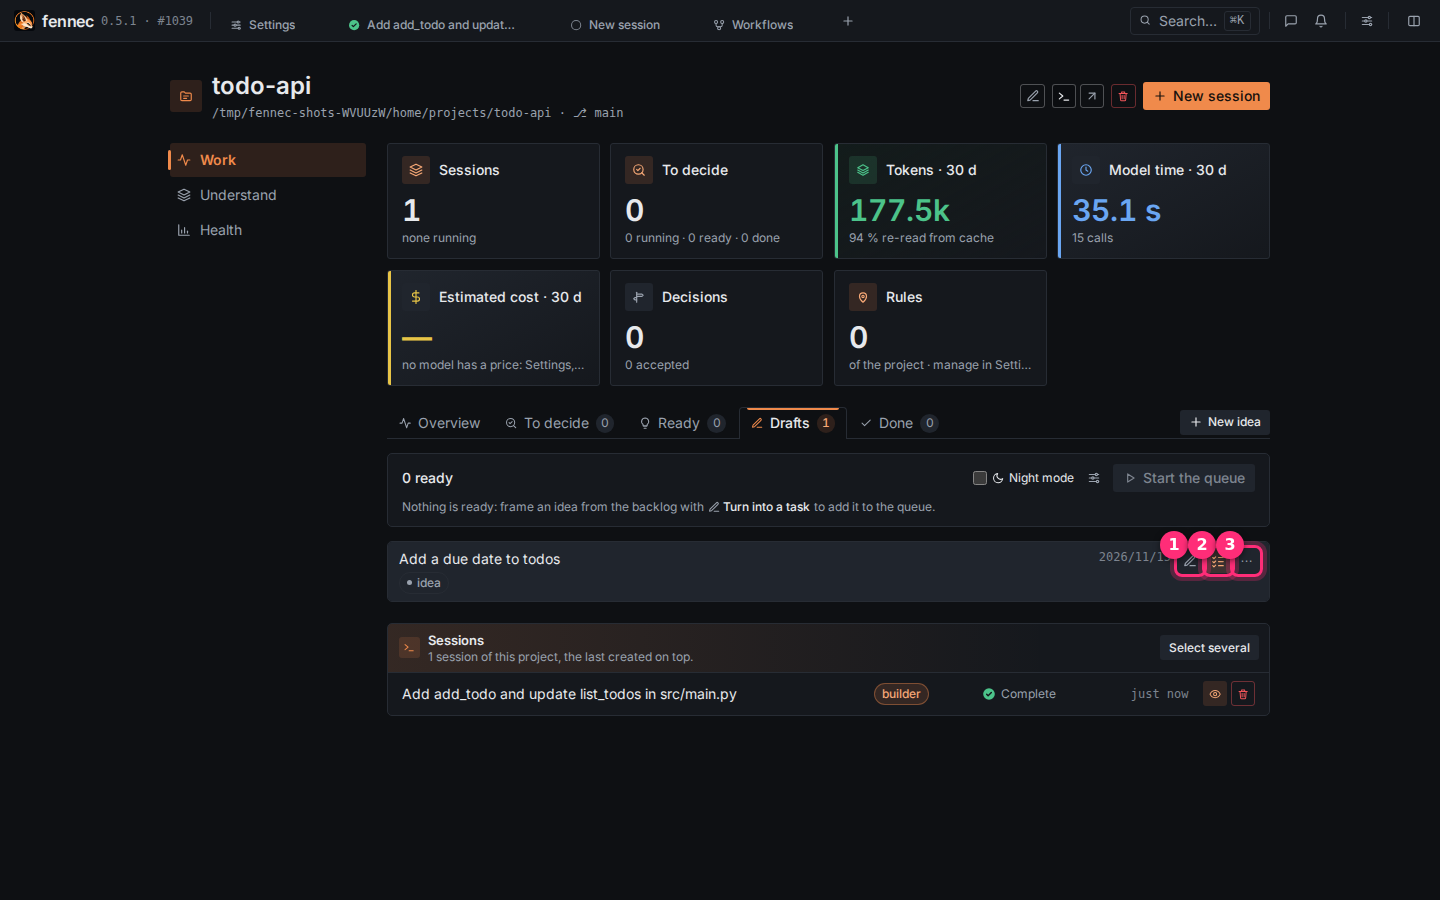 fennec 0.5.1 · #1039
Settings
Add add_todo and updat...
New session
Workflows
Search... ⌘K
todo-api
/tmp/fennec-shots-WVUUzW/home/projects/todo-api · ⎇ main
New session
Work
Understand
Health
Sessions
1
none running
To decide
0
0 running · 0 ready · 0 done
Tokens · 30 d
177.5k
94 % re-read from cache
Model time · 30 d
35.1 s
15 calls
Estimated cost · 30 d
—
no model has a price: Settings,...
Decisions
0
0 accepted
Rules
0
of the project · manage in Setti...
Overview
To decide 0
Ready 0
Drafts 1
Done 0
New idea
0 ready
Night mode
Start the queue
Nothing is ready: frame an idea from the backlog with Turn into a task to add it to the queue.
1 2 3
Add a due date to todos
2026/11/1
idea
Sessions
1 session of this project, the last created on top.
Select several
Add add_todo and update list_todos in src/main.py
builder
Complete
just now